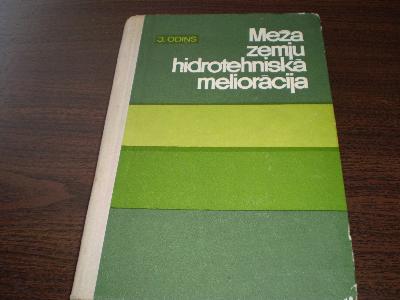 J. ODIŅŠ
Meža
zemju
hidrotehniskā
meliorācija